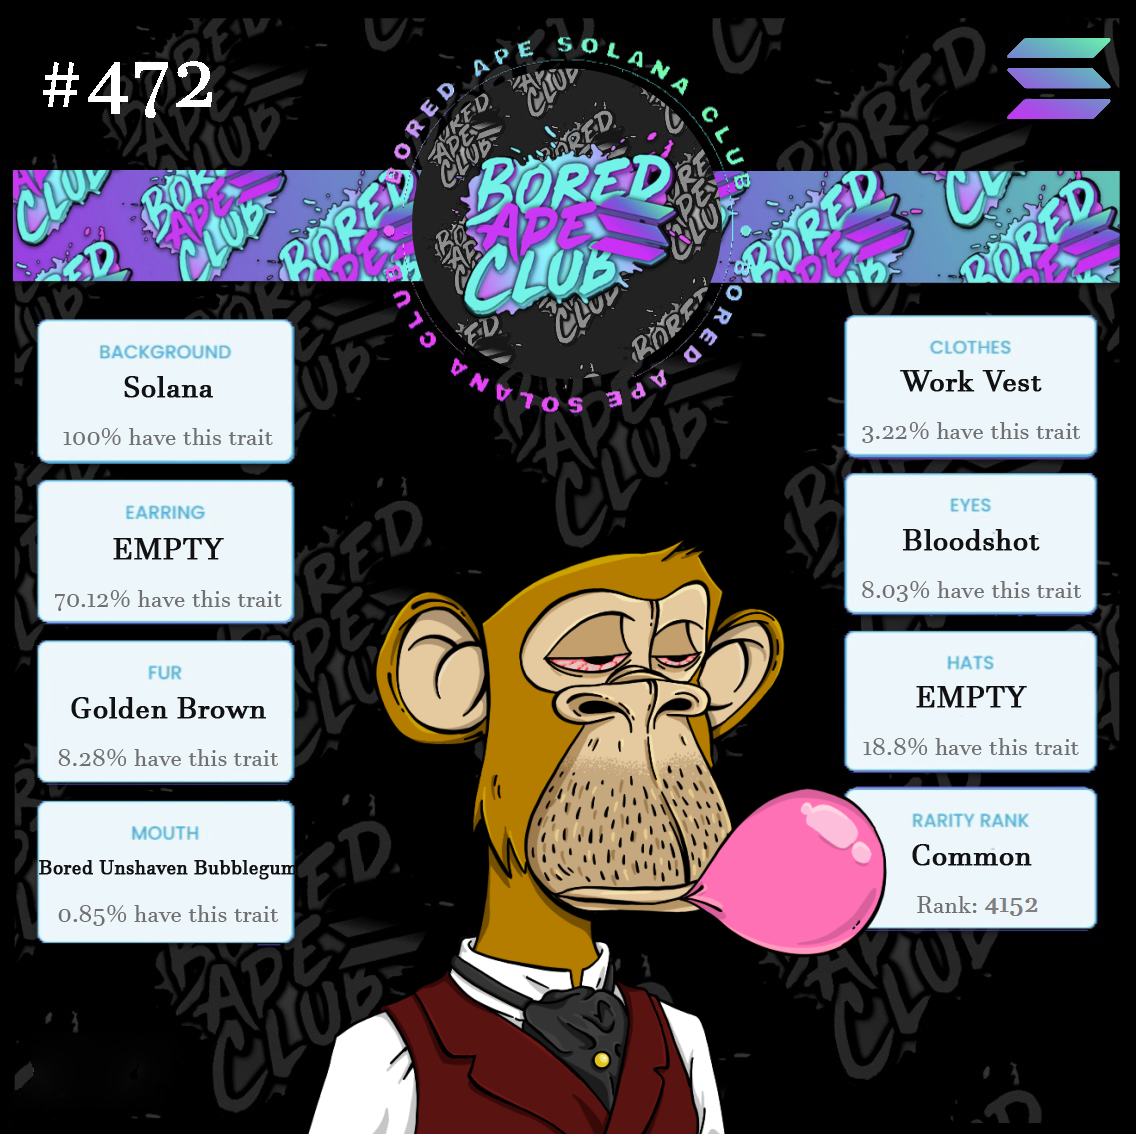 #472
BORED APE SOLANA CLUB
BORED
APE
CLUB
BORED APE SOLANA CLUB
BACKGROUND
Solana
100% have this trait
EARRING
EMPTY
70.12% have this trait
FUR
Golden Brown
8.28% have this trait
MOUTH
Bored Unshaven Bubblegum
0.85% have this trait
CLOTHES
Work Vest
3.22% have this trait
EYES
Bloodshot
8.03% have this trait
HATS
EMPTY
18.8% have this trait
RARITY RANK
Common
Rank: 4152